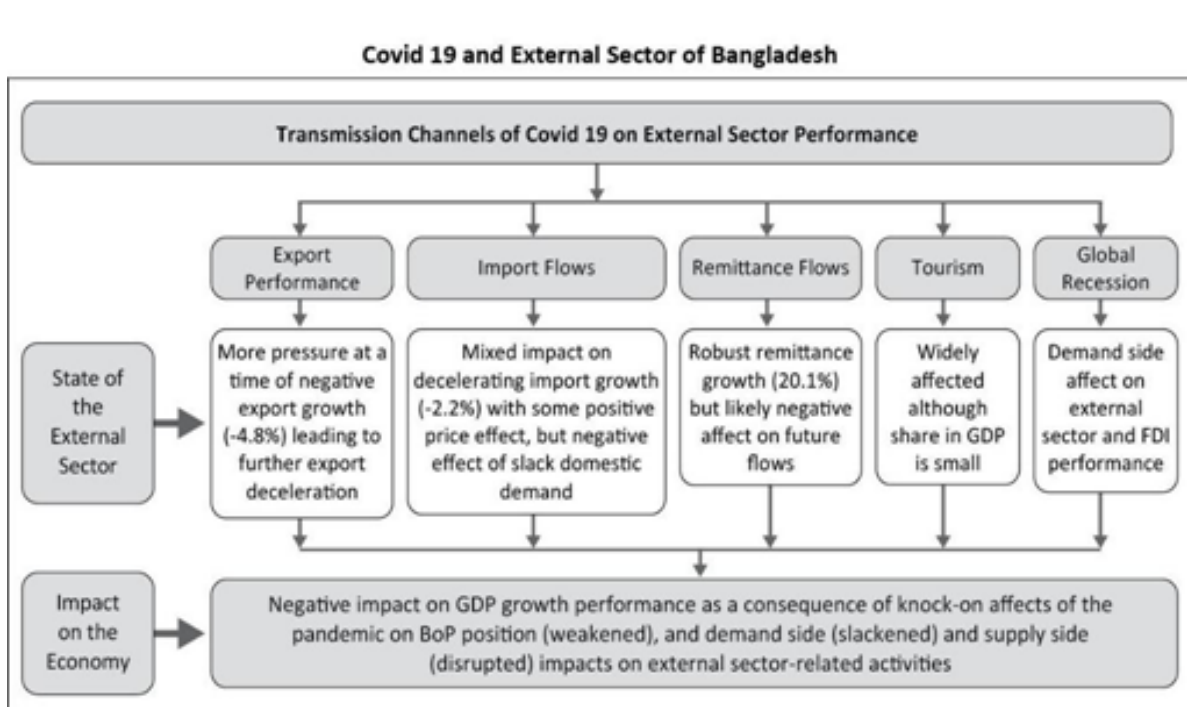 Covid 19 and External Sector of Bangladesh
Transmission Channels of Covid 19 on External Sector Performance
Export
Performance
Import Flows
Remittance Flows
Tourism
Global
Recession
State of
the
External
Sector
More pressure at a
time of negative
export growth
(-4.8%) leading to
further export
deceleration
Mixed impact on
decelerating import growth
(-2.2%) with some positive
price effect, but negative
effect of slack domestic
demand
Robust remittance
growth (20.1%)
but likely negative
affect on future
flows
Widely
affected
although
share in GDP
is small
Demand side
affect on
external
sector and FDI
performance
Impact
on the
Economy
Negative impact on GDP growth performance as a consequence of knock-on affects of the
pandemic on BoP position (weakened), and demand side (slackened) and supply side
(disrupted) impacts on external sector-related activities